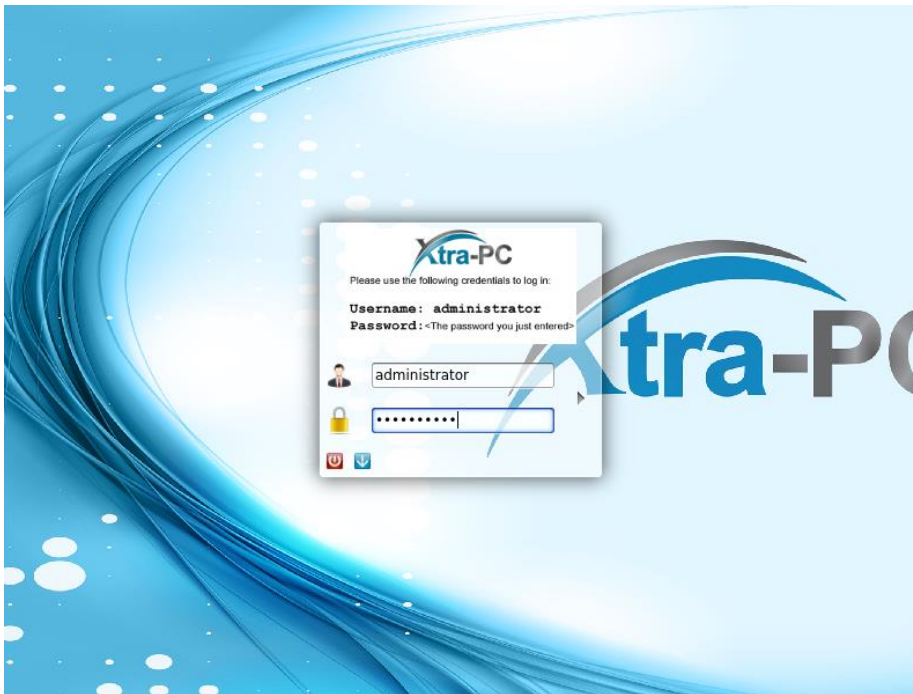 Xtra-PC
Please use the following credentials to log in:
Username: administrator
Password:<The password you just entered>
administrator
••••••••••
Xtra-PC